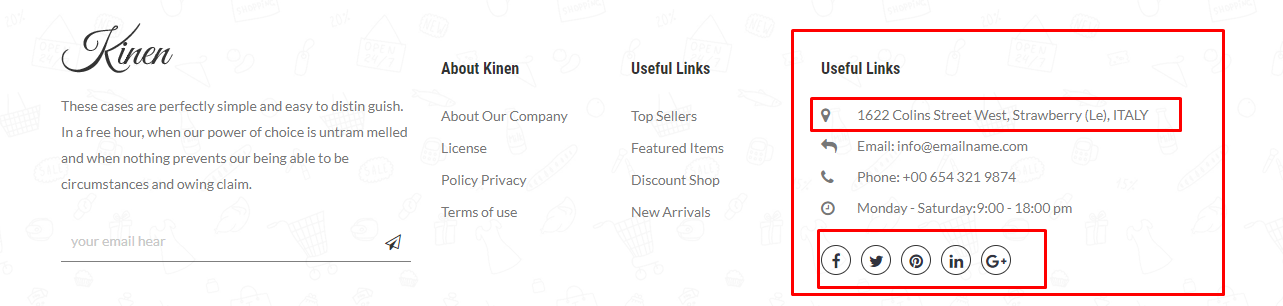 Kinen
These cases are perfectly simple and easy to distin guish.
In a free hour, when our power of choice is untram melled
and when nothing prevents our being able to be
circumstances and owing claim.
your email hear
About Kinen
About Our Company
License
Policy Privacy
Terms of use
Useful Links
Top Sellers
Featured Items
Discount Shop
New Arrivals
Useful Links
1622 Colins Street West, Strawberry (Le), ITALY
Email: info@emailname.com
Phone: +00 654 321 9874
Monday - Saturday:9:00 - 18:00 pm